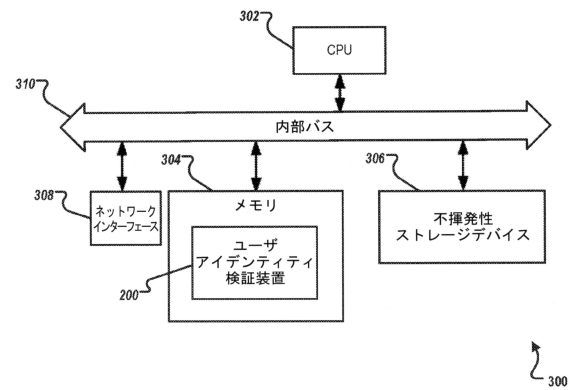 302
CPU
310
内部バス
304
306
308
ネットワーク
インターフェース
メモリ
ユーザ
アイデンティティ
検証装置
200
不揮発性
ストレージデバイス
300